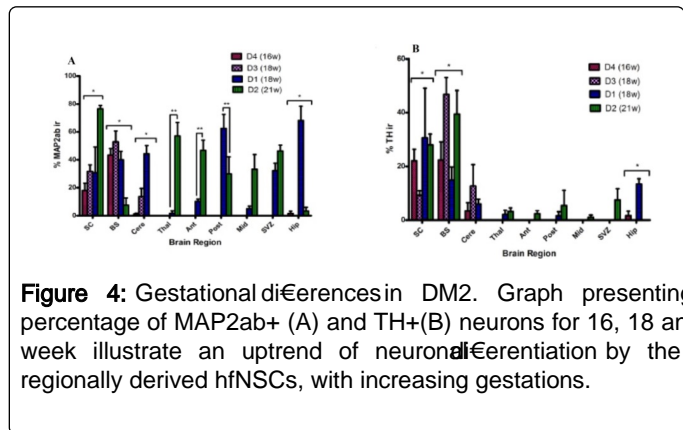 A
D4 (16w)
D3 (18w)
D1 (18w)
D2 (21w)
% MAP2ab ir
100
80
60
40
20
0
* * * ** ** ** *
SC BS Cere Thal Ant Post Mid SVZ Hip
Brain Region
B
D4 (16w)
D3 (18w)
D1 (18w)
D2 (21w)
% TH ir
60
40
20
0
* * *
SC BS Cere Thal Ant Post Mid SVZ Hip
Brain Region
Figure 4: Gestational di€erences in DM2. Graph presenting
percentage of MAP2ab+ (A) and TH+(B) neurons for 16, 18 an
week illustrate an uptrend of neuronal di€erentiation by the
regionally derived hfNSCs, with increasing gestations.